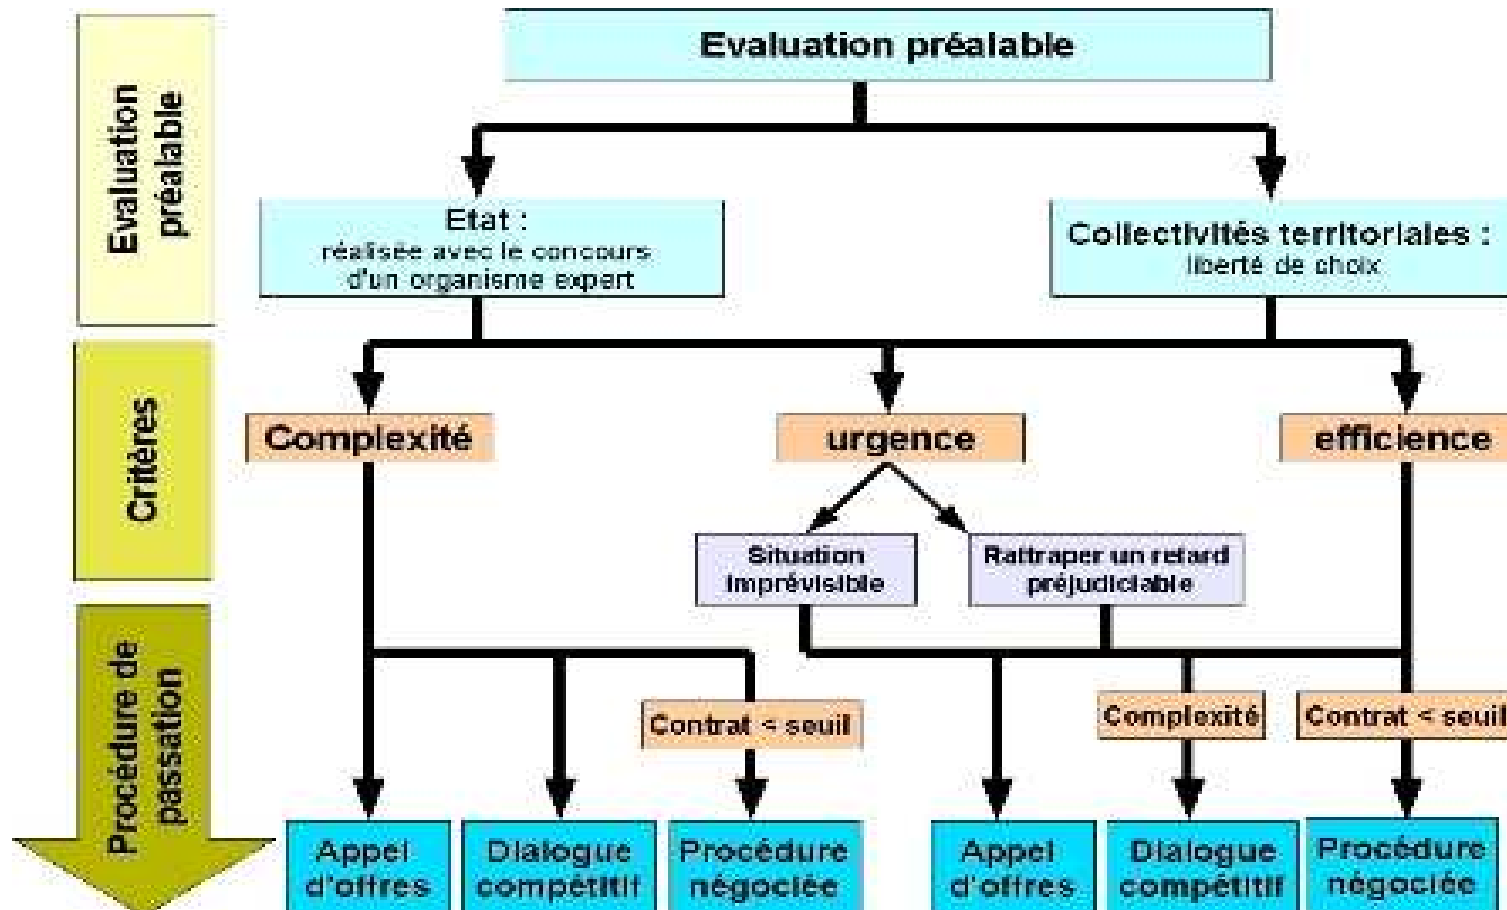 Evaluation préalable
Evaluation
préalable
Etat :
réalisée avec le concours
d'un organisme expert
Collectivités territoriales :
liberté de choix
Critères
Complexité
urgence
efficience
Situation
imprévisible
Rattraper un retard
préjudiciable
Procédure de
passation
Contrat < seuil
Complexité
Contrat < seuil
Appel
d'offres
Dialogue
compétitif
Procédure
négociée
Appel
d'offres
Dialogue
compétitif
Procédure
négociée